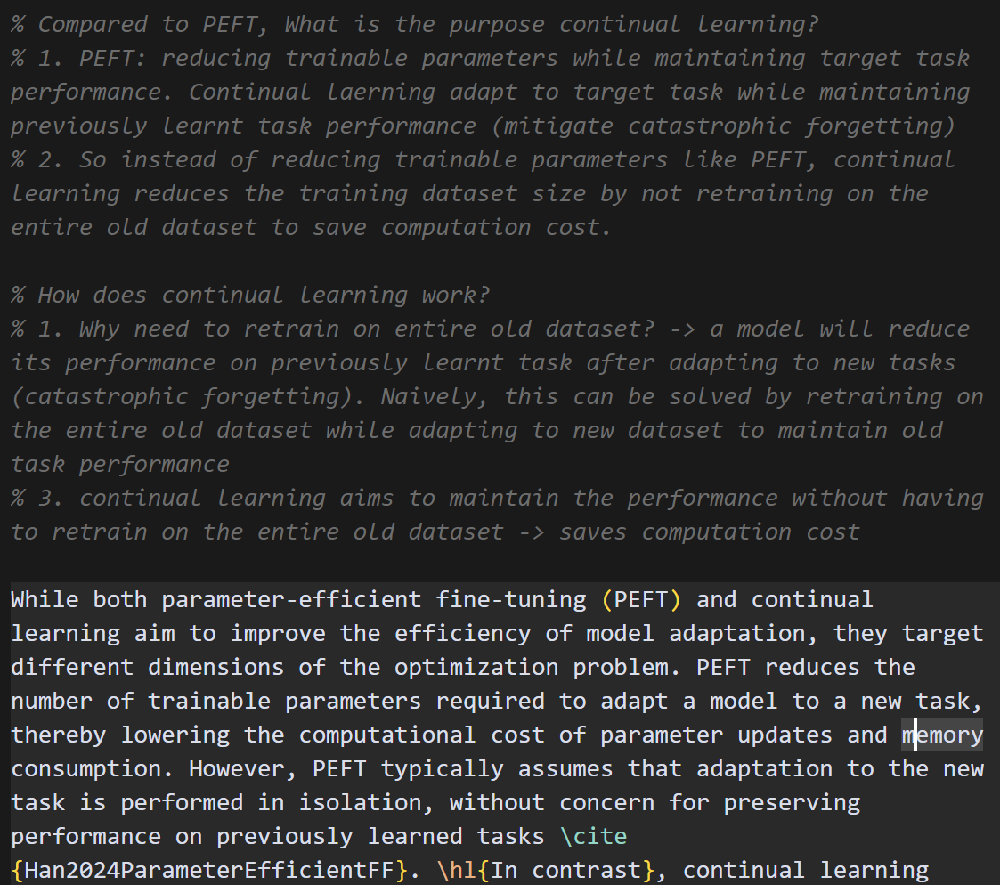 % Compared to PEFT, What is the purpose continual learning?
% 1. PEFT: reducing trainable parameters while maintaining target task
performance. Continual laerning adapt to target task while maintaining
previously learnt task performance (mitigate catastrophic forgetting)
% 2. So instead of reducing trainable parameters like PEFT, continual
learning reduces the training dataset size by not retraining on the
entire old dataset to save computation cost.
% How does continual learning work?
% 1. Why need to retrain on entire old dataset? -> a model will reduce
its performance on previously learnt task after adapting to new tasks
(catastrophic forgetting). Naively, this can be solved by retraining on
the entire old dataset while adapting to new dataset to maintain old
task performance
% 3. continual learning aims to maintain the performance without having
to retrain on the entire old dataset -> saves computation cost
While both parameter-efficient fine-tuning (PEFT) and continual
learning aim to improve the efficiency of model adaptation, they target
different dimensions of the optimization problem. PEFT reduces the
number of trainable parameters required to adapt a model to a new task,
thereby lowering the computational cost of parameter updates and memory
consumption. However, PEFT typically assumes that adaptation to the new
task is performed in isolation, without concern for preserving
performance on previously learned tasks \cite
{Han2024ParameterEfficientFF}. \hl{In contrast}, continual learning